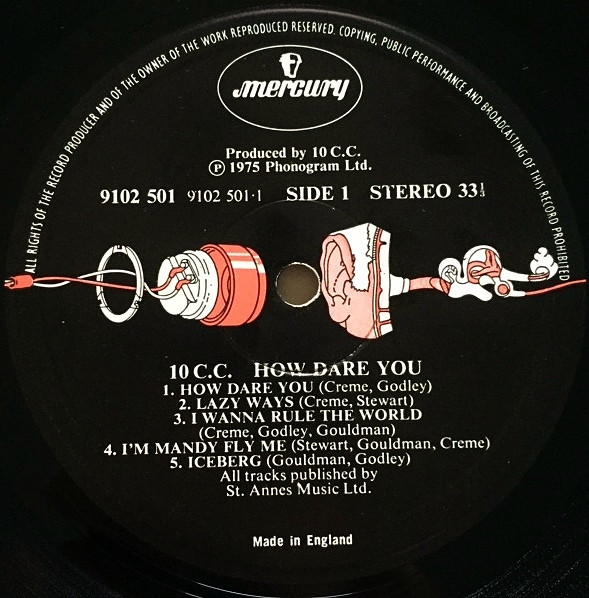 ALL RIGHTS OF THE RECORD PRODUCER AND OF THE OWNER OF THE WORK REPRODUCED RESERVED. COPYING, PUBLIC PERFORMANCE AND BROADCASTING OF THIS RECORD PROHIBITED
mercury
Produced by 10 C.C.
Ⓟ 1975 Phonogram Ltd.
9102 501 9102 501·1 SIDE 1 STEREO 33⅓
10 C.C. HOW DARE YOU
1. HOW DARE YOU (Creme, Godley)
2. LAZY WAYS (Creme, Stewart)
3. I WANNA RULE THE WORLD
(Creme, Godley, Gouldman)
4. I'M MANDY FLY ME (Stewart, Gouldman, Creme)
5. ICEBERG (Gouldman, Godley)
All tracks published by
St. Annes Music Ltd.
Made in England